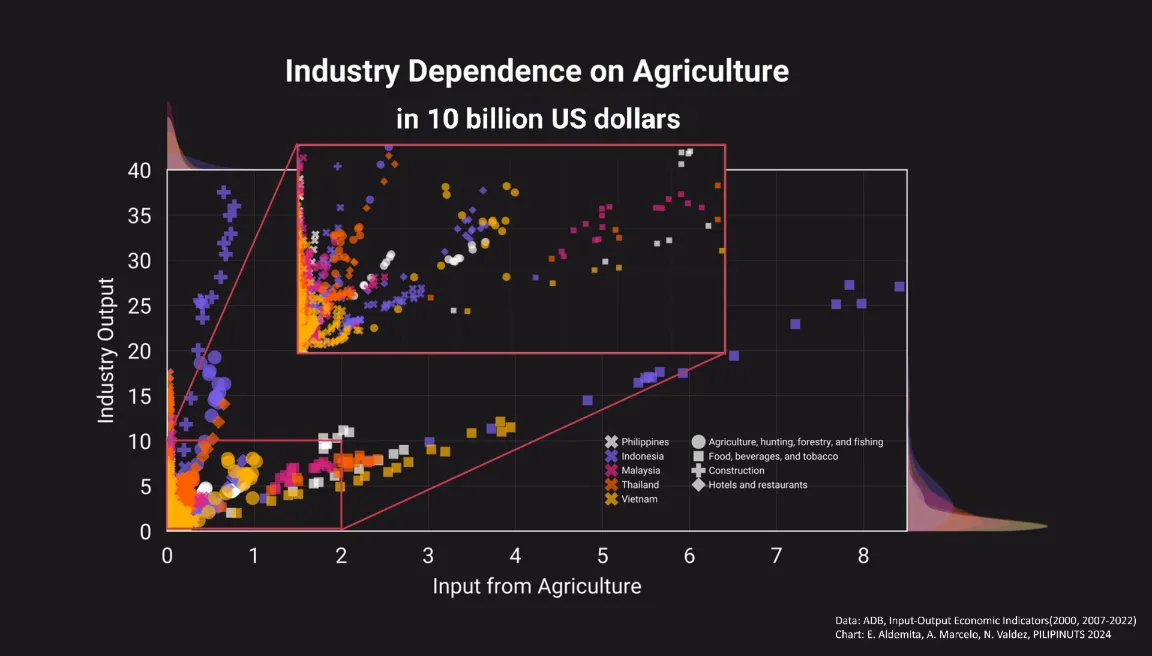 Industry Dependence on Agriculture
in 10 billion US dollars
40
35
30
25
20
15
10
5
0
Industry Output
Philippines
Indonesia
Malaysia
Thailand
Vietnam
Agriculture, hunting, forestry, and fishing
Food, beverages, and tobacco
Construction
Hotels and restaurants
0 1 2 3 4 5 6 7 8
Input from Agriculture
Data: ADB, Input-Output Economic Indicators(2000, 2007-2022)
Chart: E. Aldemita, A. Marcelo, N. Valdez, PILIPINUTS 2024